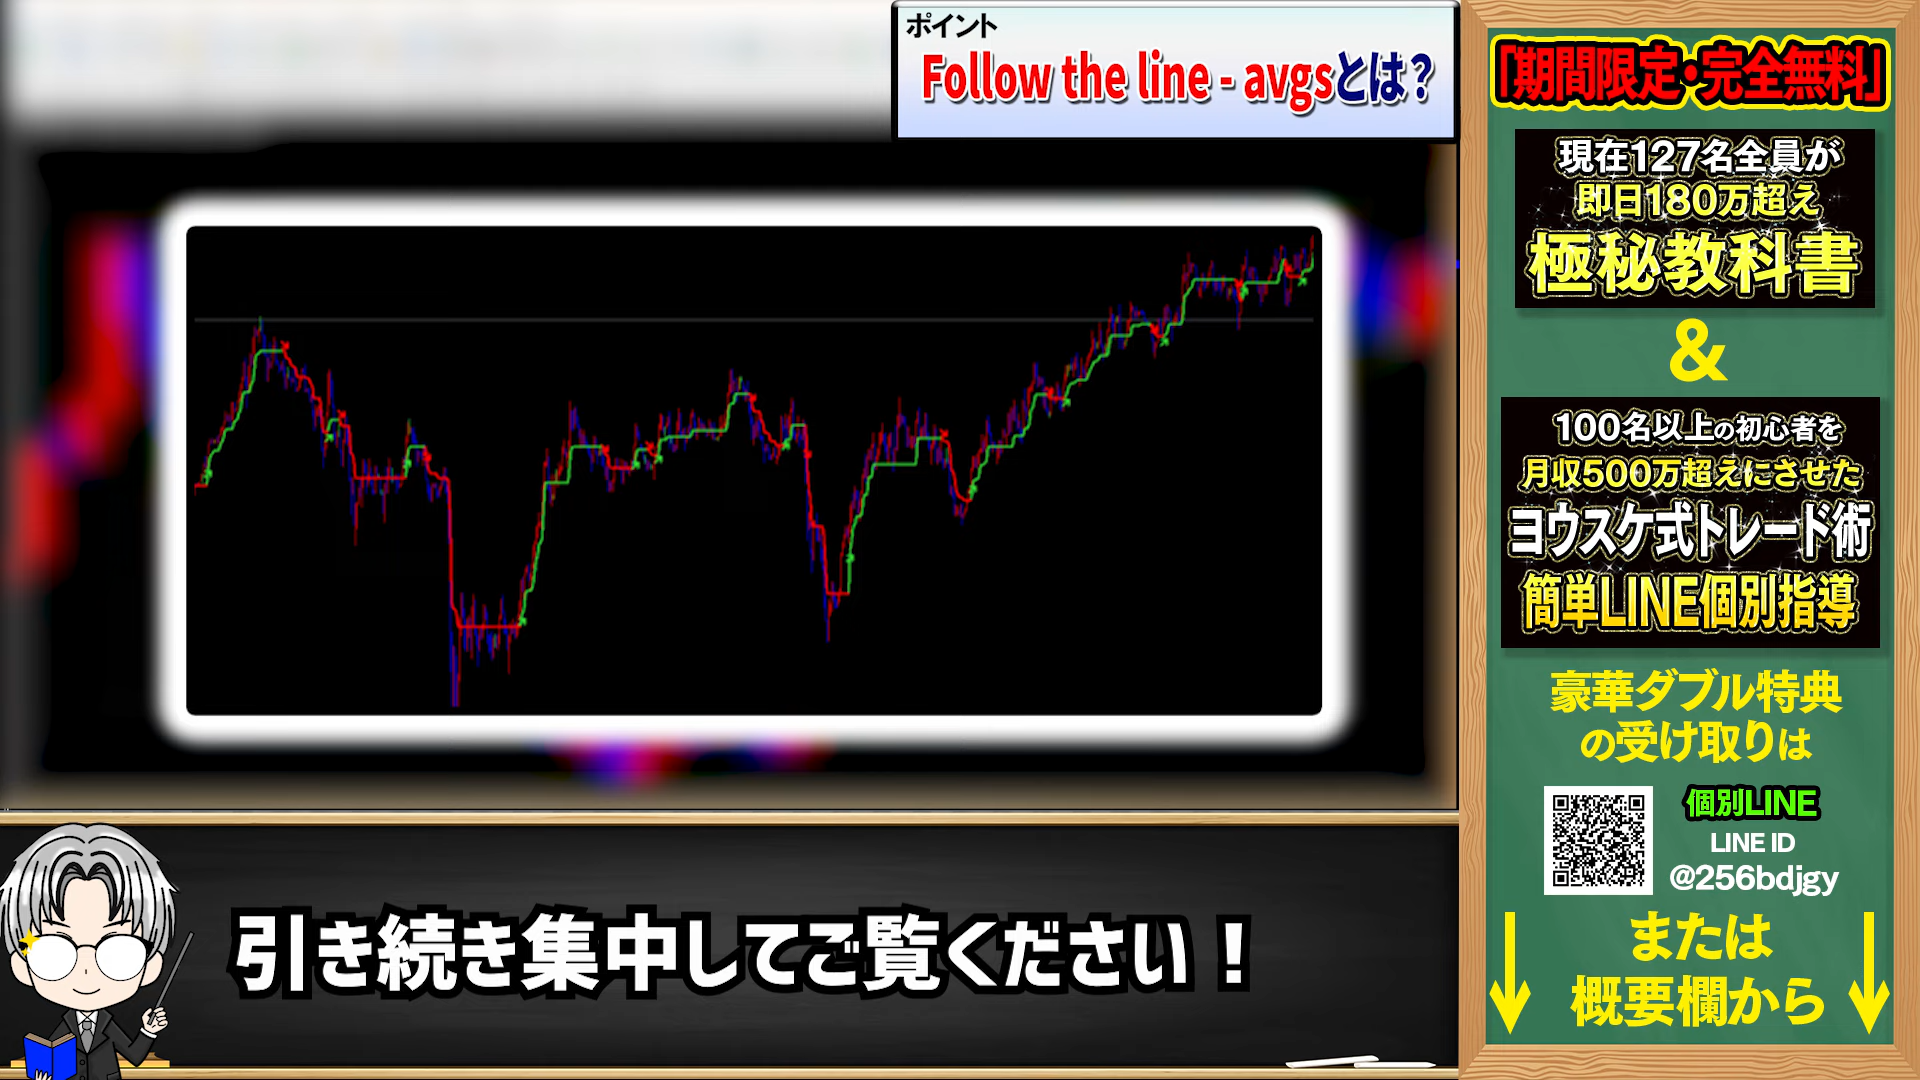 ポイント
Follow the line - avgsとは？
引き続き集中してご覧ください！
「期間限定・完全無料」
現在127名全員が
即日180万超え
極秘教科書
&
100名以上の初心者を
月収500万超えにさせた
ヨウスケ式トレード術
簡単LINE個別指導
豪華ダブル特典
の受け取りは
個別LINE
LINE ID
@256bdjgy
または
概要欄から